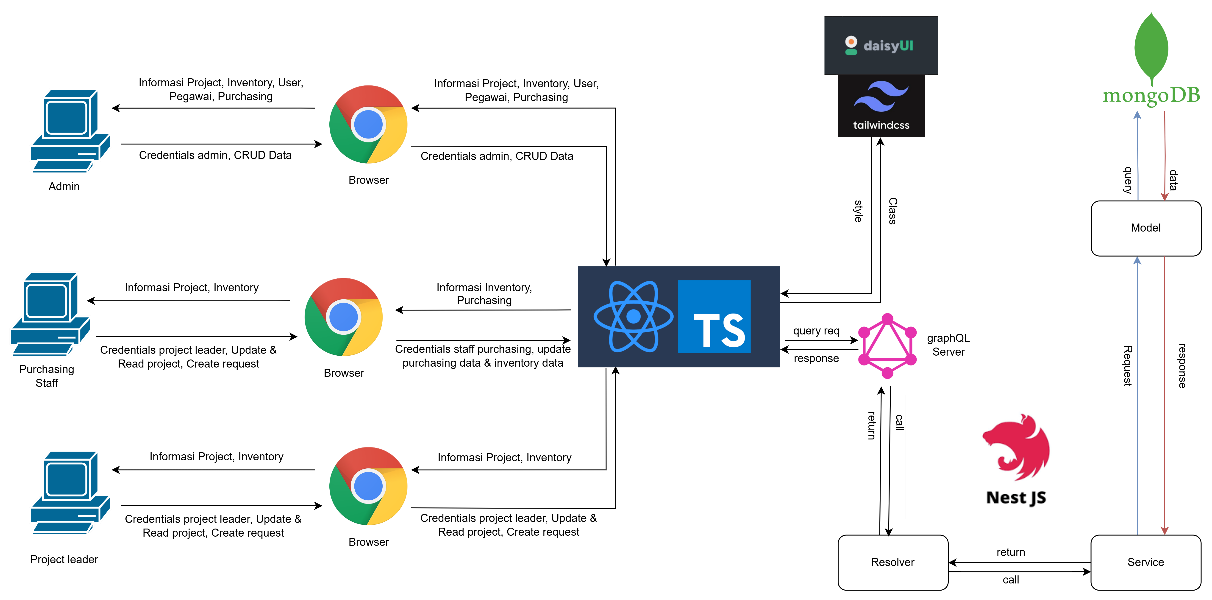 daisyUI
tailwindcss
mongoDB
Informasi Project, Inventory, User,
Pegawai, Purchasing
Credentials admin, CRUD Data
Admin
Browser
Informasi Project, Inventory, User,
Pegawai, Purchasing
Credentials admin, CRUD Data
style
Class
query
data
Model
Informasi Project, Inventory
Credentials project leader, Update &
Read project, Create request
Purchasing
Staff
Browser
Informasi Inventory,
Purchasing
Credentials staff purchasing. update
purchasing data & inventory data
TS
query req
response
graphQL
Server
Request
response
return
call
Nest JS
Informasi Project, Inventory
Credentials project leader, Update &
Read project, Create request
Project leader
Browser
Informasi Project, Inventory
Credentials project leader, Update &
Read project, Create request
Resolver
return
call
Service